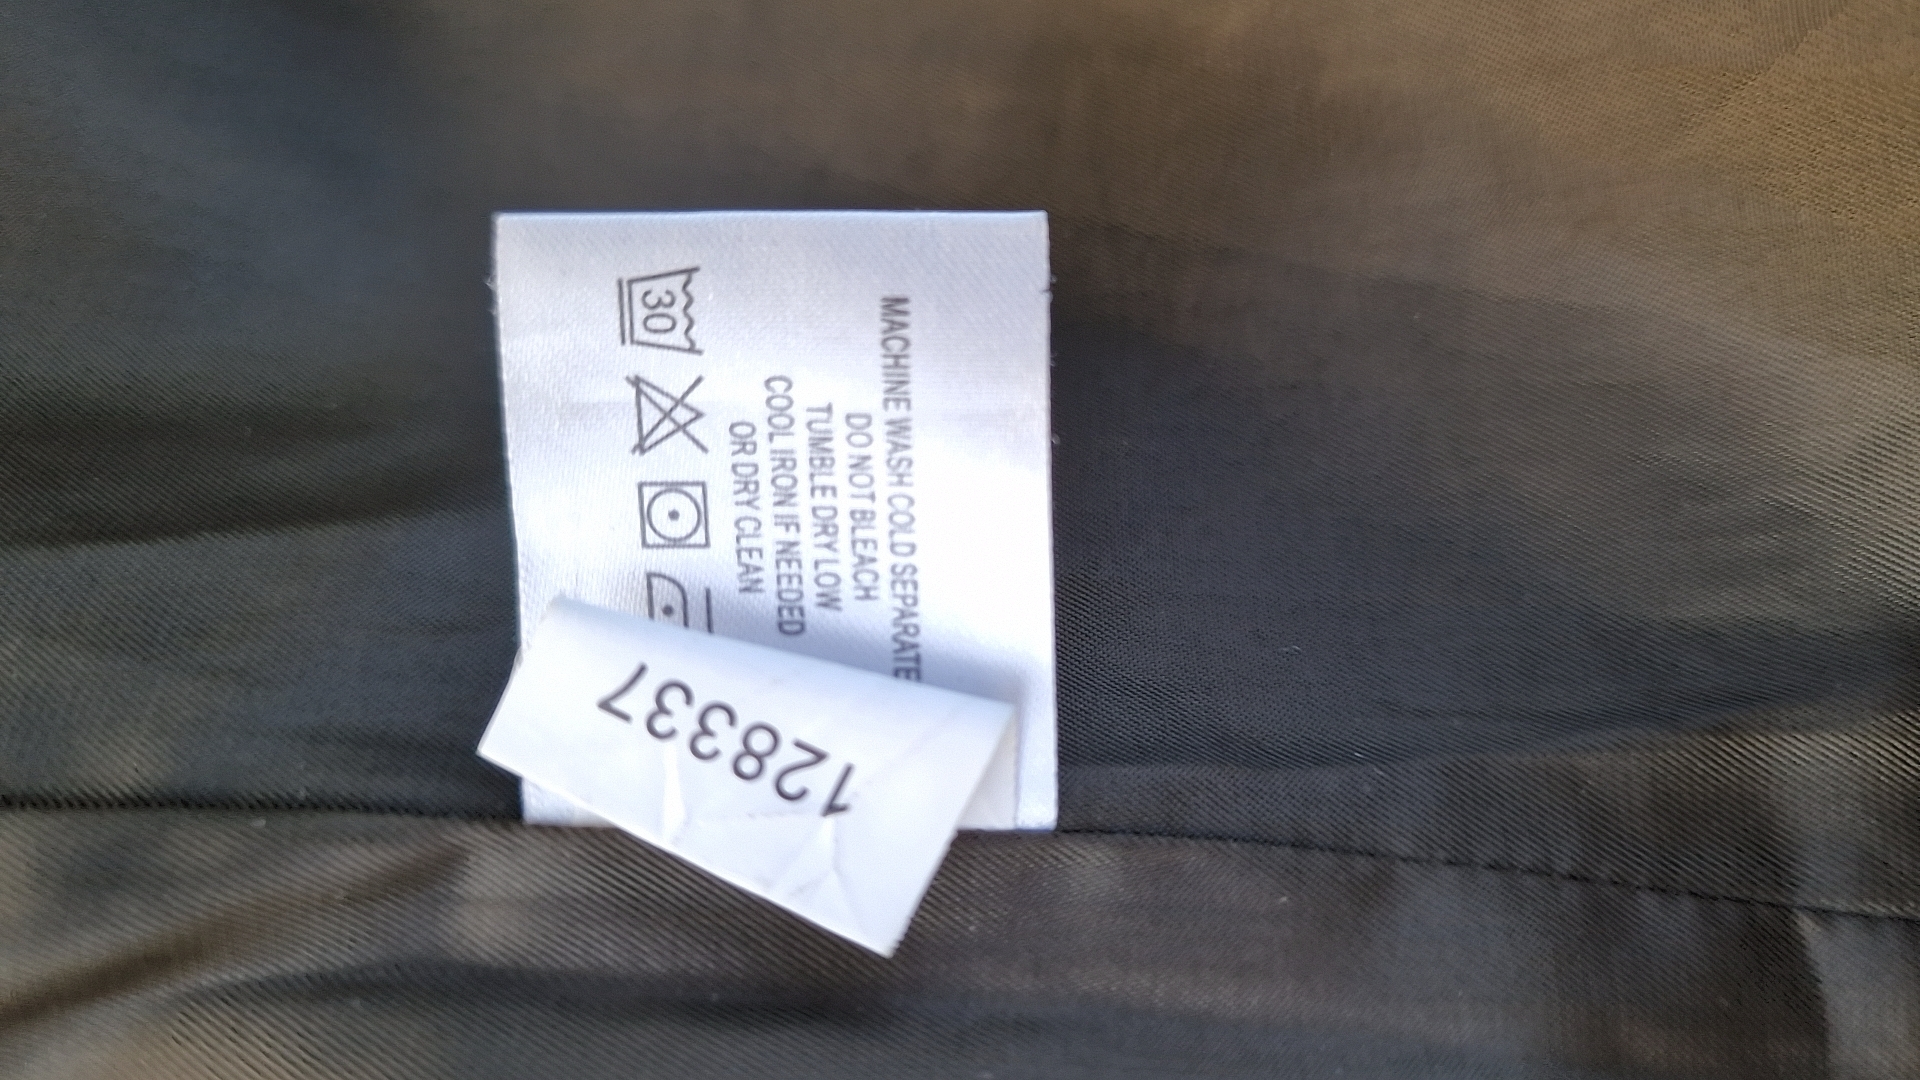 MACHINE WASH COLD SEPARATE
DO NOT BLEACH
TUMBLE DRY LOW
COOL IRON IF NEEDED
OR DRY CLEAN
30
128337